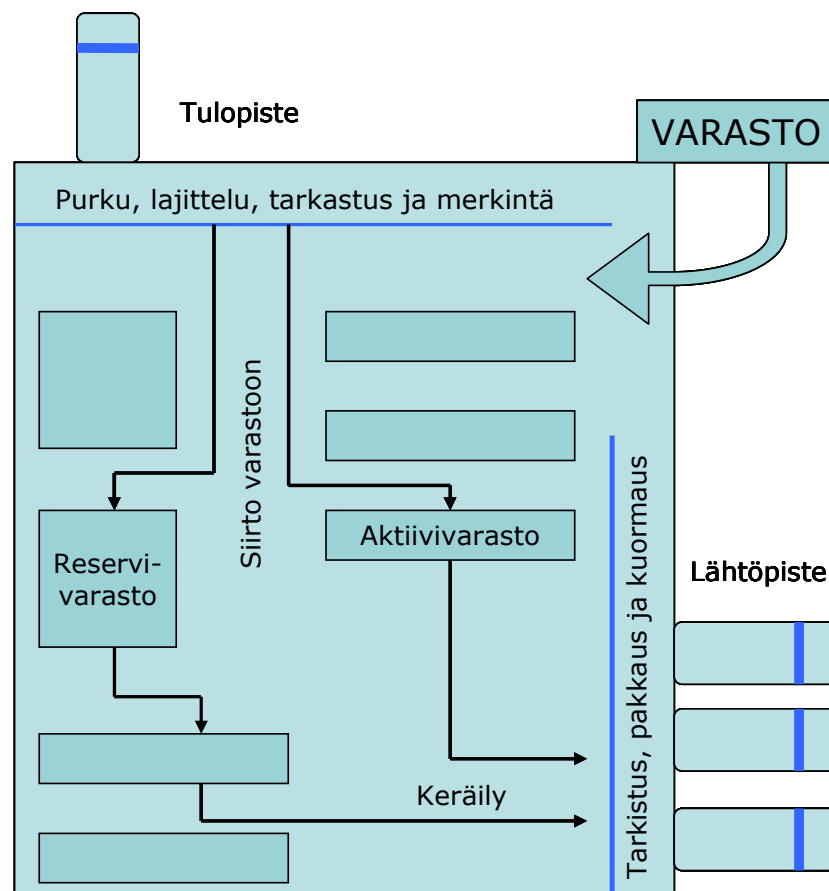 Tulopiste
VARASTO
Purku, lajittelu, tarkastus ja merkintä
Siirto varastoon
Reservi-
varasto
Aktiivivarasto
Lähtöpiste
Keräily
Tarkistus, pakkaus ja kuormaus